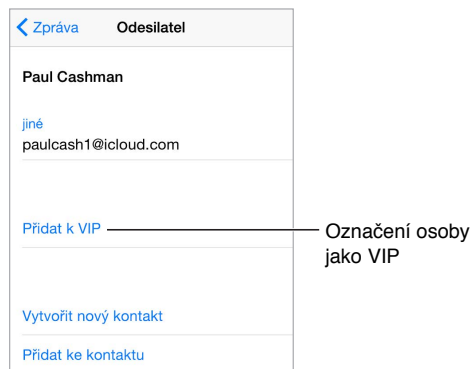 Zpráva Odesilatel
Paul Cashman
jiné
paulcash1@icloud.com
Přidat k VIP
Označení osoby
jako VIP
Vytvořit nový kontakt
Přidat ke kontaktu